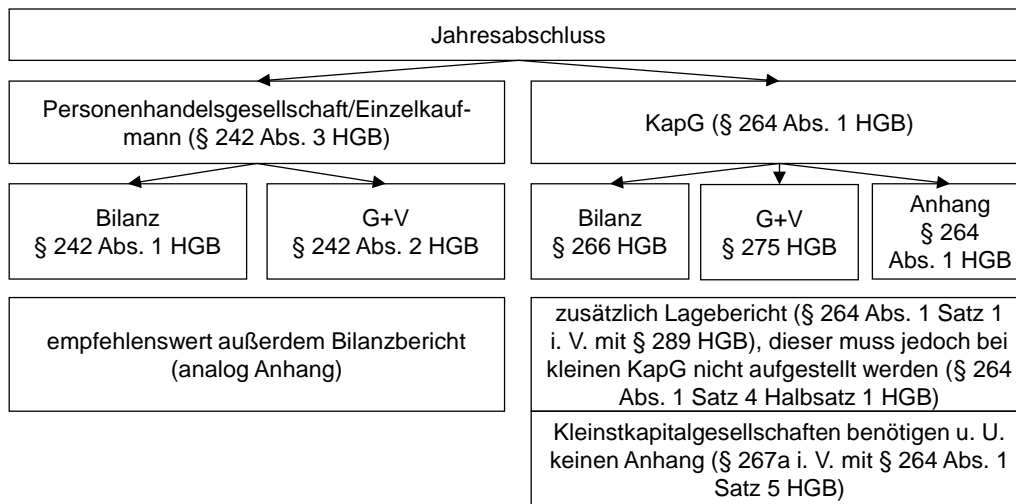 Jahresabschluss
Personenhandelsgesellschaft/Einzelkauf-
mann (§ 242 Abs. 3 HGB)
KapG (§ 264 Abs. 1 HGB)
Bilanz
§ 242 Abs. 1 HGB
G+V
§ 242 Abs. 2 HGB
Bilanz
§ 266 HGB
G+V
§ 275 HGB
Anhang
§ 264
Abs. 1 HGB
empfehlenswert außerdem Bilanzbericht
(analog Anhang)
zusätzlich Lagebericht (§ 264 Abs. 1 Satz 1
i. V. mit § 289 HGB), dieser muss jedoch bei
kleinen KapG nicht aufgestellt werden (§ 264
Abs. 1 Satz 4 Halbsatz 1 HGB)
Kleinstkapitalgesellschaften benötigen u. U.
keinen Anhang (§ 267a i. V. mit § 264 Abs. 1
Satz 5 HGB)